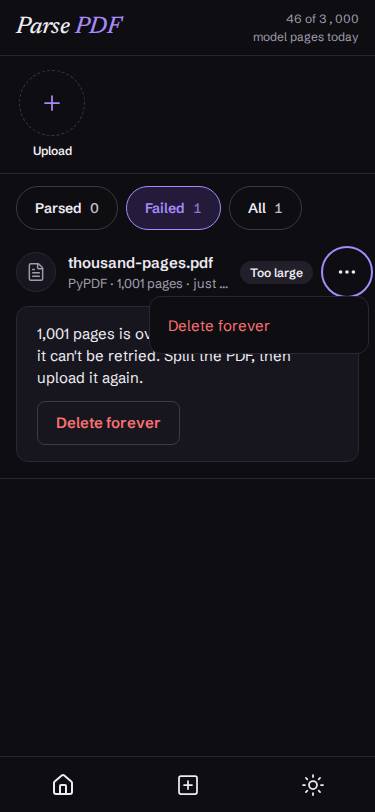 Parse PDF
46 of 3,000
model pages today
Upload
Parsed 0
Failed 1
All 1
thousand-pages.pdf
PyPDF · 1,001 pages · just ...
Too large
Delete forever
1,001 pages is
it can't be retried. Split the PDF, then
upload it again.
Delete forever